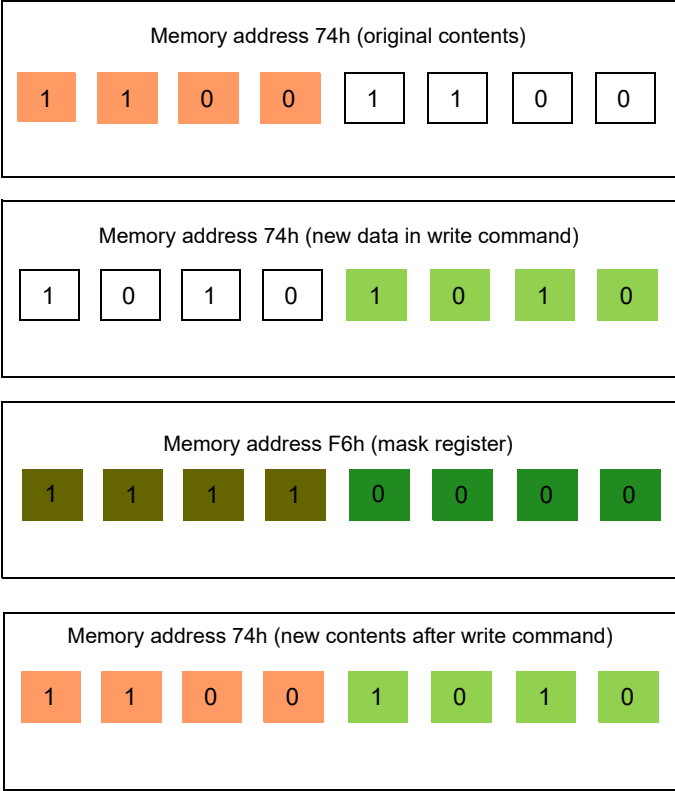 Memory address 74h (original contents)
1 1 0 0 1 1 0 0
Memory address 74h (new data in write command)
1 0 1 0 1 0 1 0
Memory address F6h (mask register)
1 1 1 1 0 0 0 0
Memory address 74h (new contents after write command)
1 1 0 0 1 0 1 0